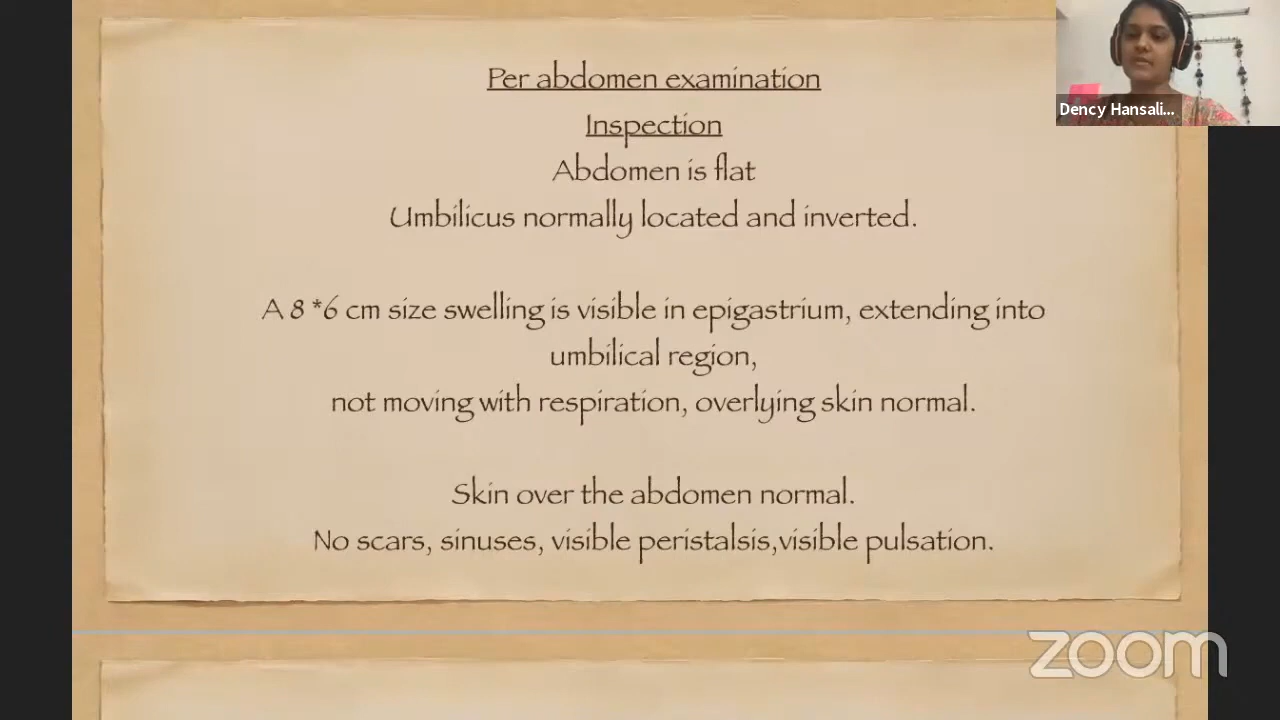 Per abdomen examination
Inspection
Abdomen is flat
Umbilicus normally located and inverted.
A 8 *6 cm size swelling is visible in epigastrium, extending into
umbilical region,
not moving with respiration, overlying skin normal.
Skin over the abdomen normal.
No scars, sinuses, visible peristalsis,visible pulsation.
Dency Hansali...
zoom